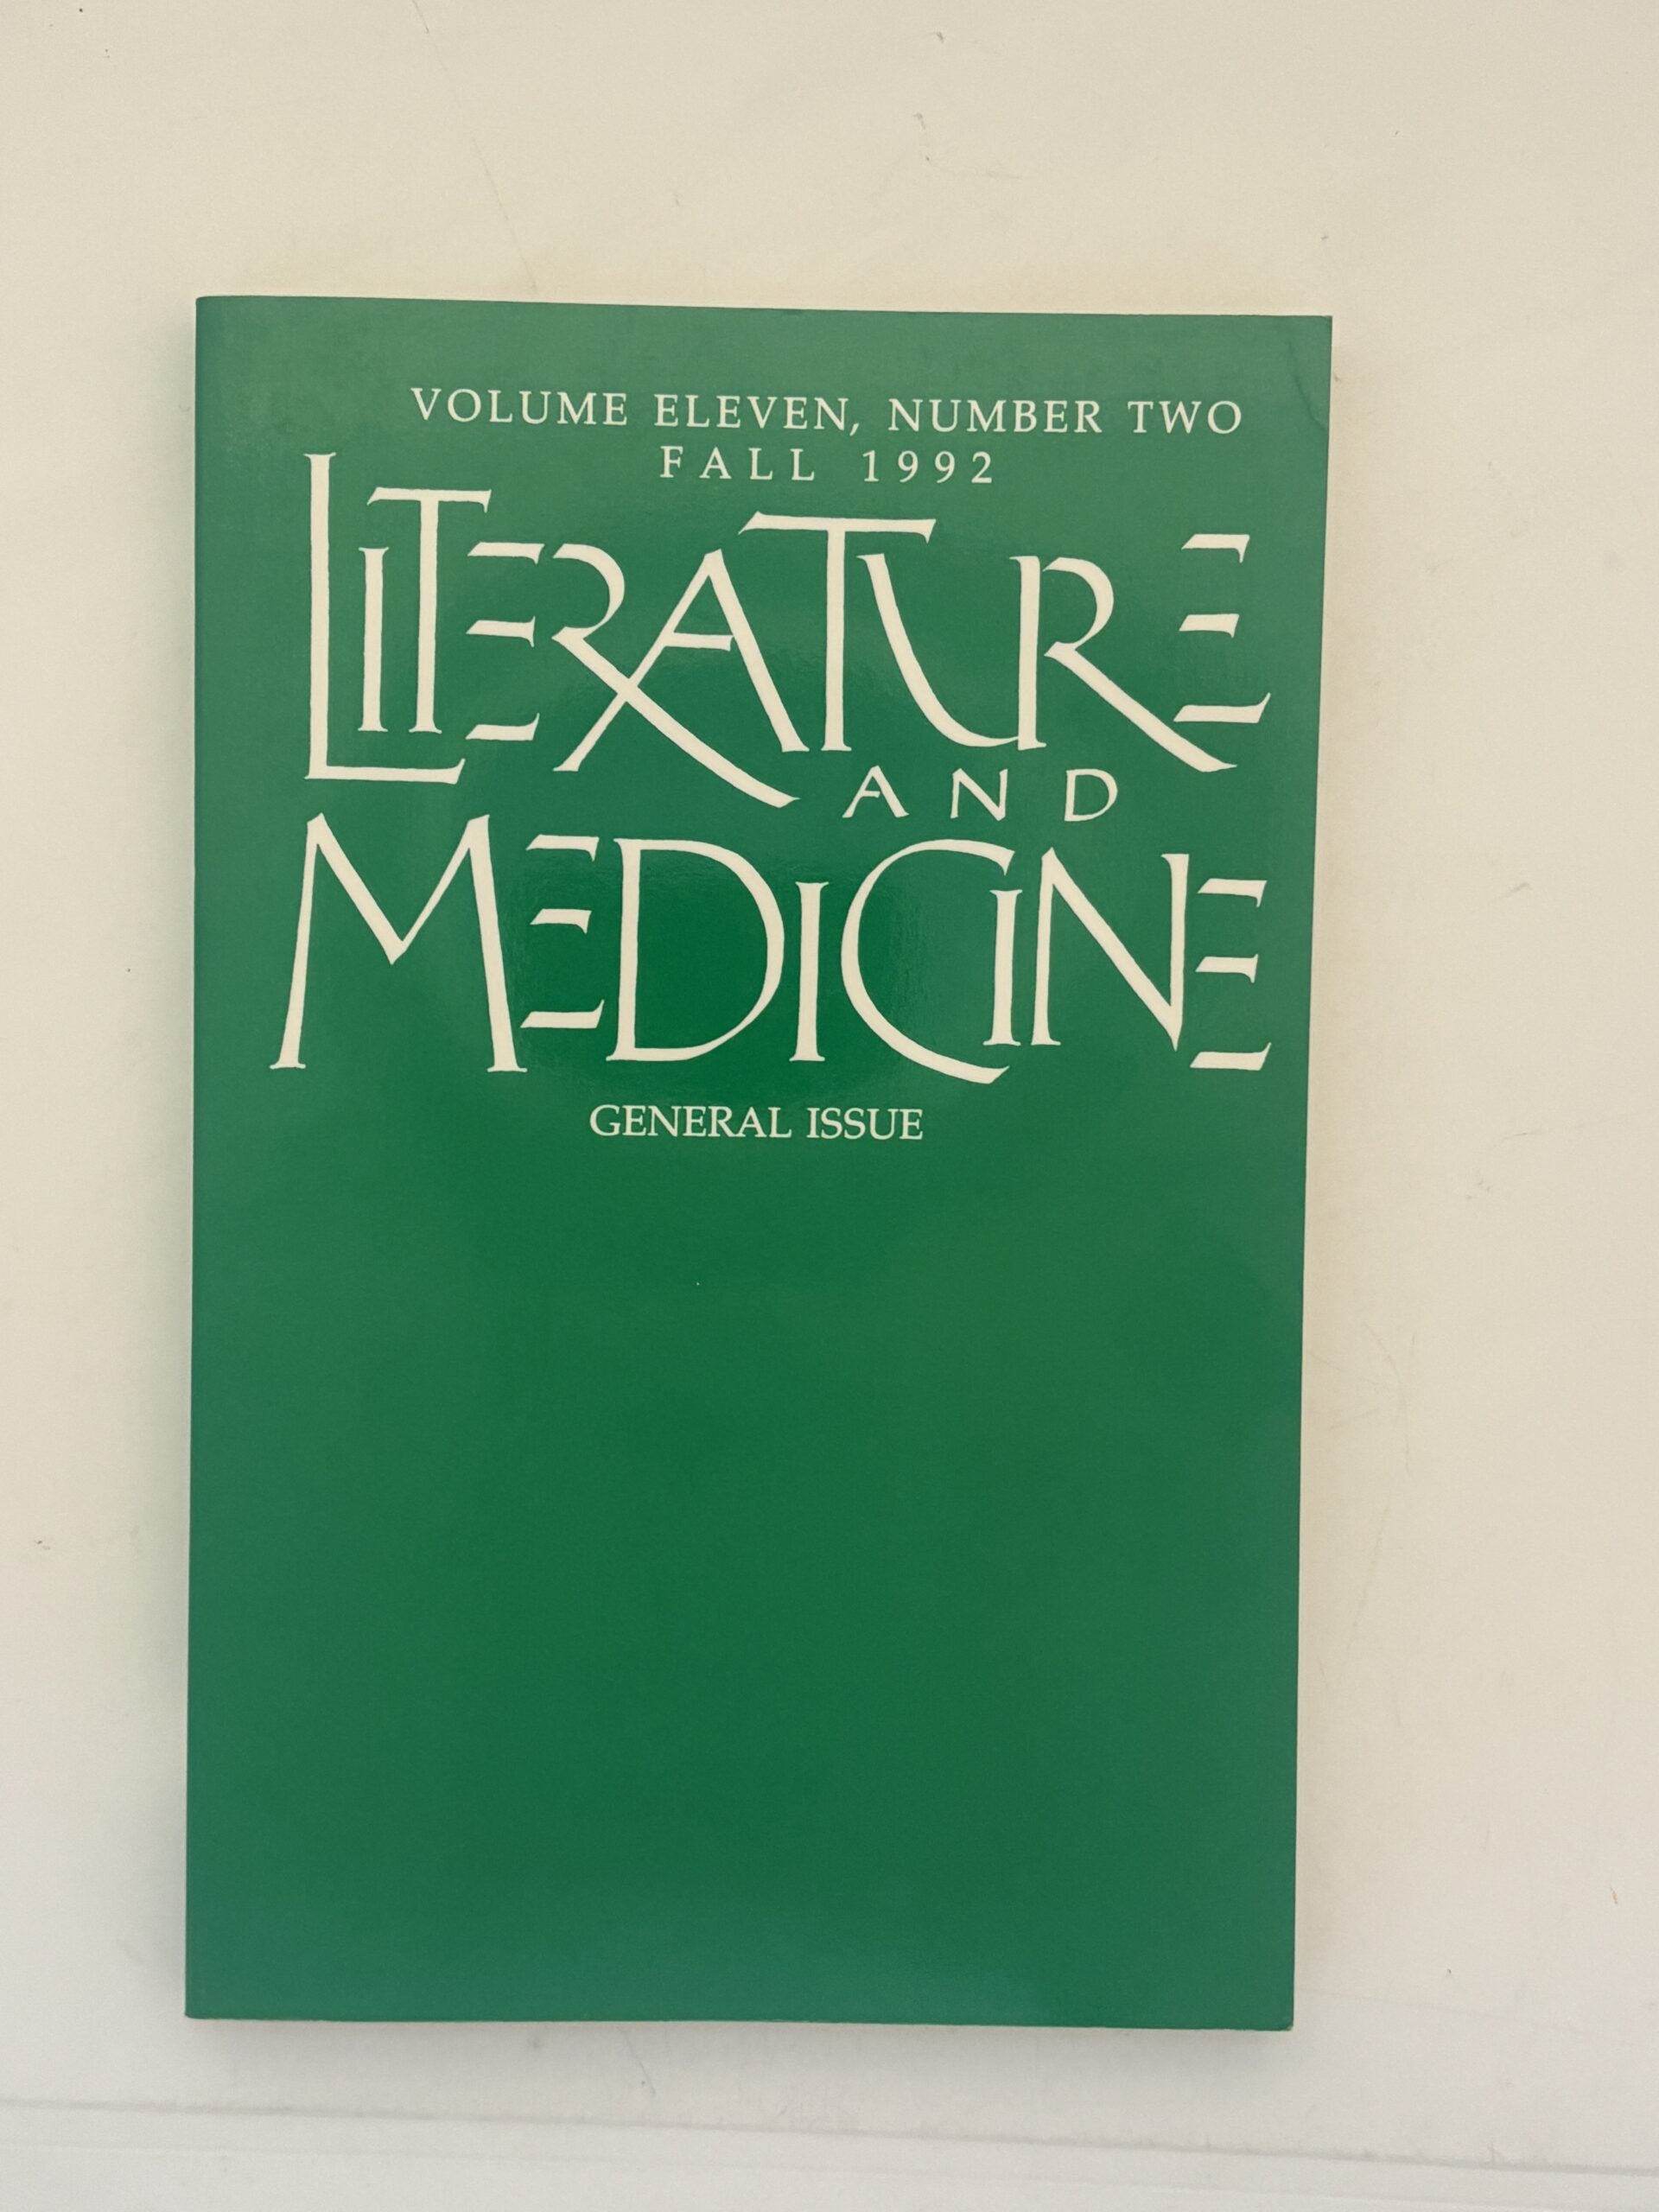 VOLUME ELEVEN, NUMBER TWO
FALL 1992
LITERATURE
AND
MEDICINE
GENERAL ISSUE